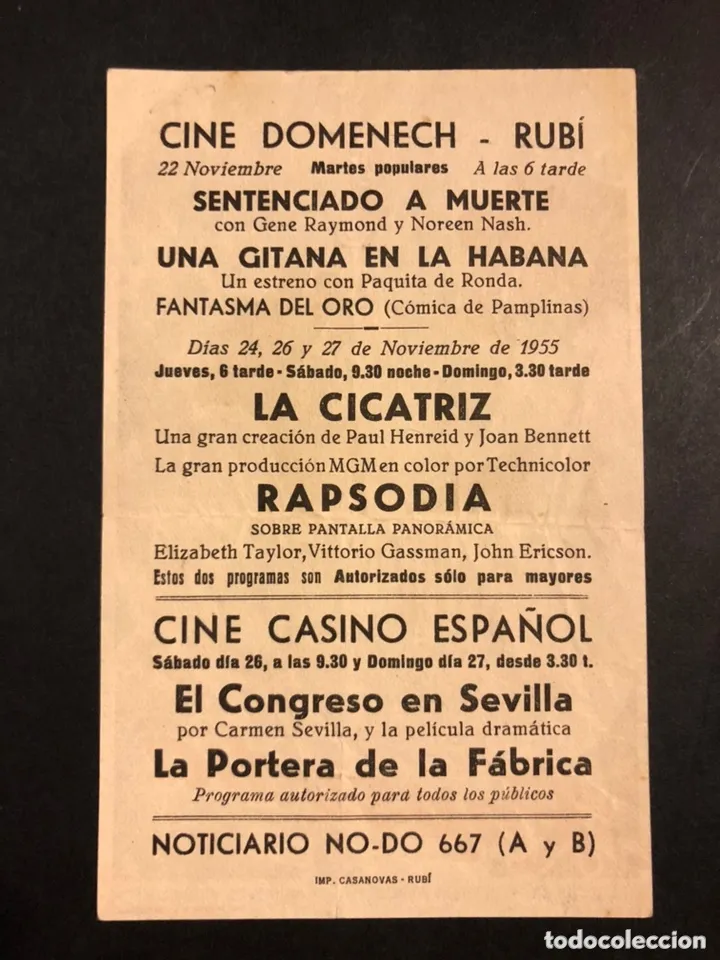 CINE DOMENECH - RUBÍ
22 Noviembre Martes populares A las 6 tarde
SENTENCIADO A MUERTE
con Gene Raymond y Noreen Nash.
UNA GITANA EN LA HABANA
Un estreno con Paquita de Ronda.
FANTASMA DEL ORO (Cómica de Pamplinas)
Días 24, 26 y 27 de Noviembre de 1955
Jueves, 6 tarde - Sábado, 9.30 noche - Domingo, 3.30 tarde
LA CICATRIZ
Una gran creación de Paul Henreid y Joan Bennett
La gran producción MGM en color por Technicolor
RAPSODIA
SOBRE PANTALLA PANORÁMICA
Elizabeth Taylor, Vittorio Gassman, John Ericson.
Estos dos programas son Autorizados sólo para mayores
CINE CASINO ESPAÑOL
Sábado día 26, a las 9.30 y Domingo día 27, desde 3.30 t.
El Congreso en Sevilla
por Carmen Sevilla, y la película dramática
La Portera de la Fábrica
Programa autorizado para todos los públicos
NOTICIARIO NO-DO 667 (A y B)
IMP. CASANOVAS - RUBÍ
todocoleccion